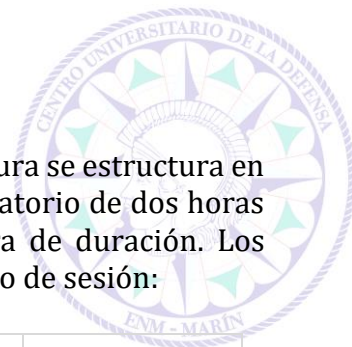 CENTRO UNIVERSITARIO DE LA DEFENSA
ura se estructura en
atorio de dos horas
a de duración. Los
o de sesión:
ENM - MARÍN